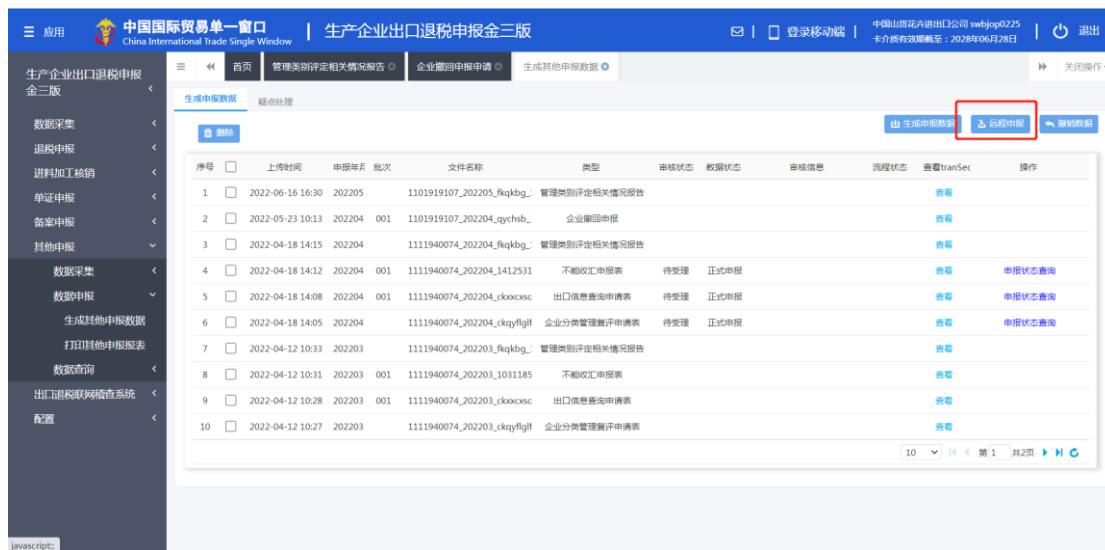 应用
中国国际贸易单一窗口
China International Trade Single Window
生产企业出口退税申报金三版
登录移动端
中国山货花卉进出口公司 swbjop0225
卡介质有效期截至：2028年06月28日
退出
生产企业出口退税申报
金三版
数据采集
退税申报
进料加工核销
单证申报
备案申报
其他申报
数据采集
数据申报
生成其他申报数据
打印其他申报报表
数据查询
出口退税联网稽查系统
配置
首页 管理类别评定相关情况报告 企业撤回申报申请 生成其他申报数据 关闭操作
生成申报数据 疑点处理
删除 生成申报数据 远程申报 撤销数据
序号 上传时间 申报年月 批次 文件名称 类型 审核状态 数据状态 审核信息 流程状态 查看tranSec 操作
1 2022-06-16 16:30 202205 1101919107_202205_fkqkbg_ 管理类别评定相关情况报告 查看
2 2022-05-23 10:13 202204 001 1101919107_202204_qychsb_ 企业撤回申报 查看
3 2022-04-18 14:15 202204 1111940074_202204_fkqkbg_ 管理类别评定相关情况报告 查看
4 2022-04-18 14:12 202204 001 1111940074_202204_1412531 不能收汇申报表 待受理 正式申报 查看 申报状态查询
5 2022-04-18 14:08 202204 001 1111940074_202204_ckxxcxsc 出口信息查询申请表 待受理 正式申报 查看 申报状态查询
6 2022-04-18 14:05 202204 1111940074_202204_ckqyflglf 企业分类管理复评申请表 待受理 正式申报 查看 申报状态查询
7 2022-04-12 10:33 202203 1111940074_202203_fkqkbg_ 管理类别评定相关情况报告 查看
8 2022-04-12 10:31 202203 001 1111940074_202203_1031185 不能收汇申报表 查看
9 2022-04-12 10:28 202203 001 1111940074_202203_ckxxcxsc 出口信息查询申请表 查看
10 2022-04-12 10:27 202203 1111940074_202203_ckqyflglf 企业分类管理复评申请表 查看
10 第 1 共2页
javascript:;